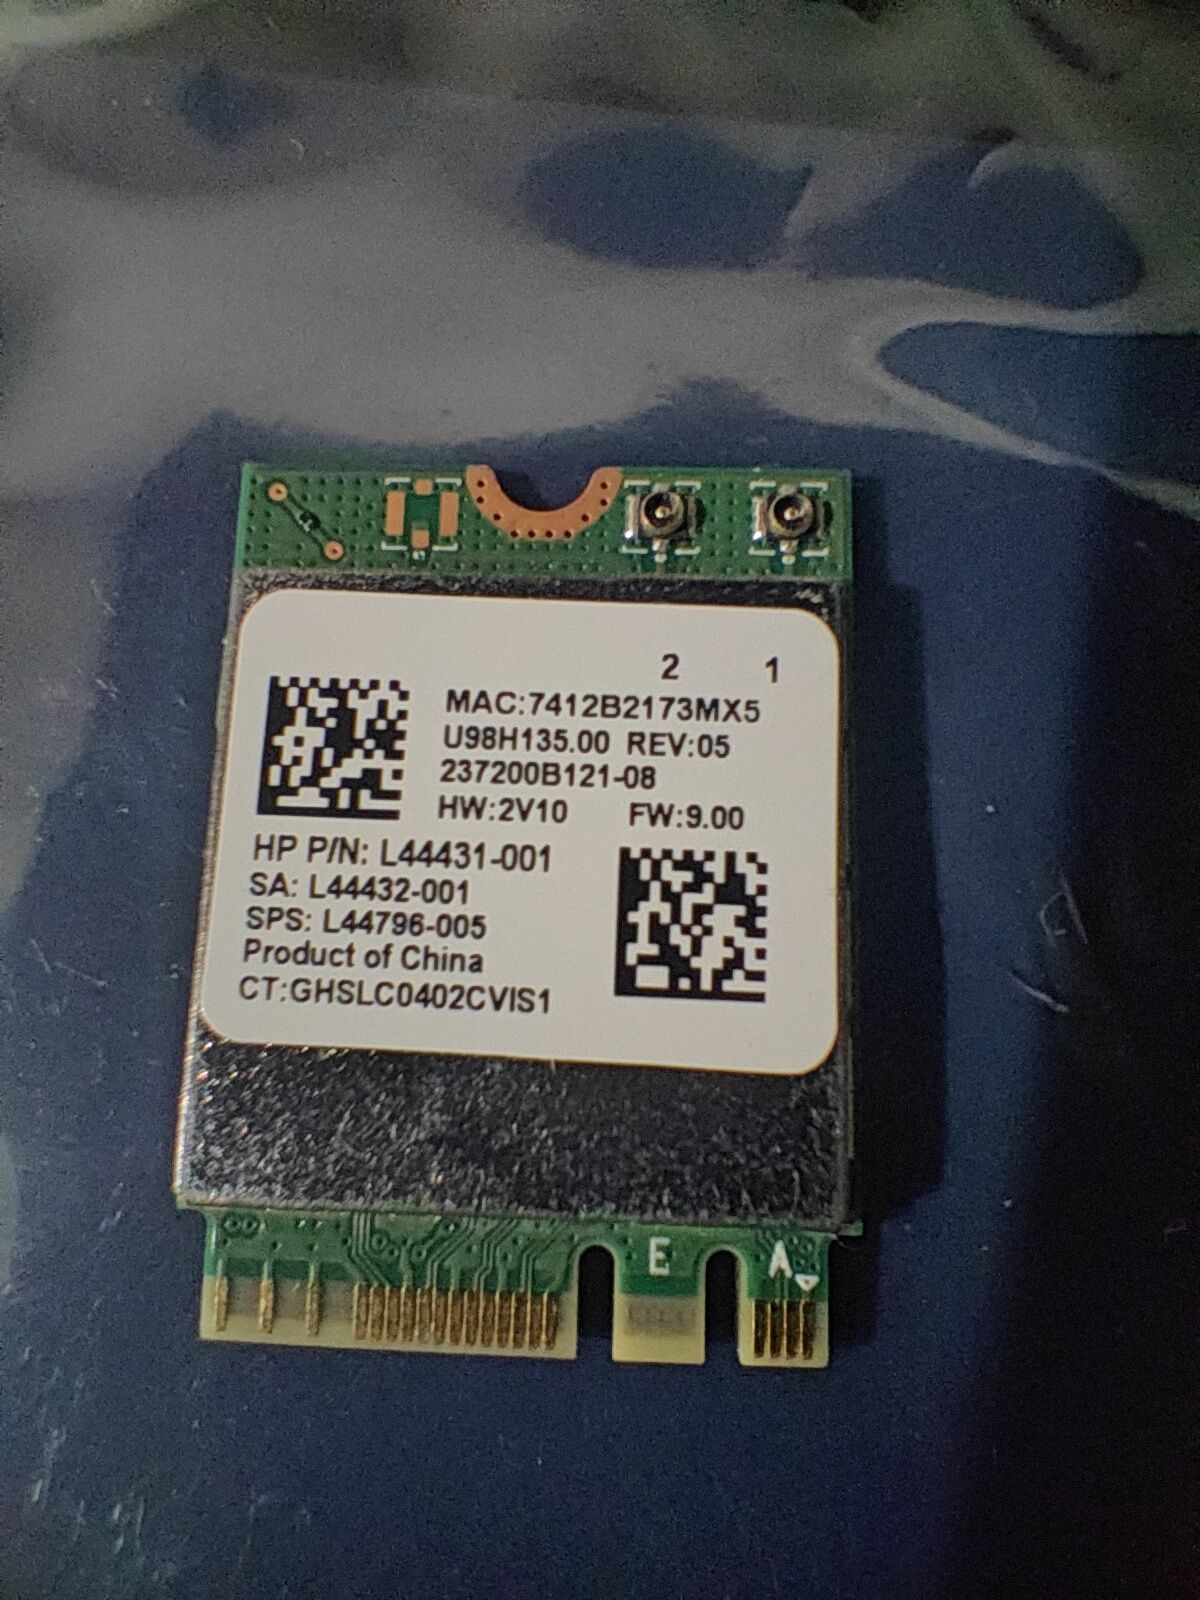 2 1
MAC:7412B2173MX5
U98H135.00 REV:05
237200B121-08
HW:2V10 FW:9.00
HP P/N: L44431-001
SA: L44432-001
SPS: L44796-005
Product of China
CT:GHSLC0402CVIS1
E A